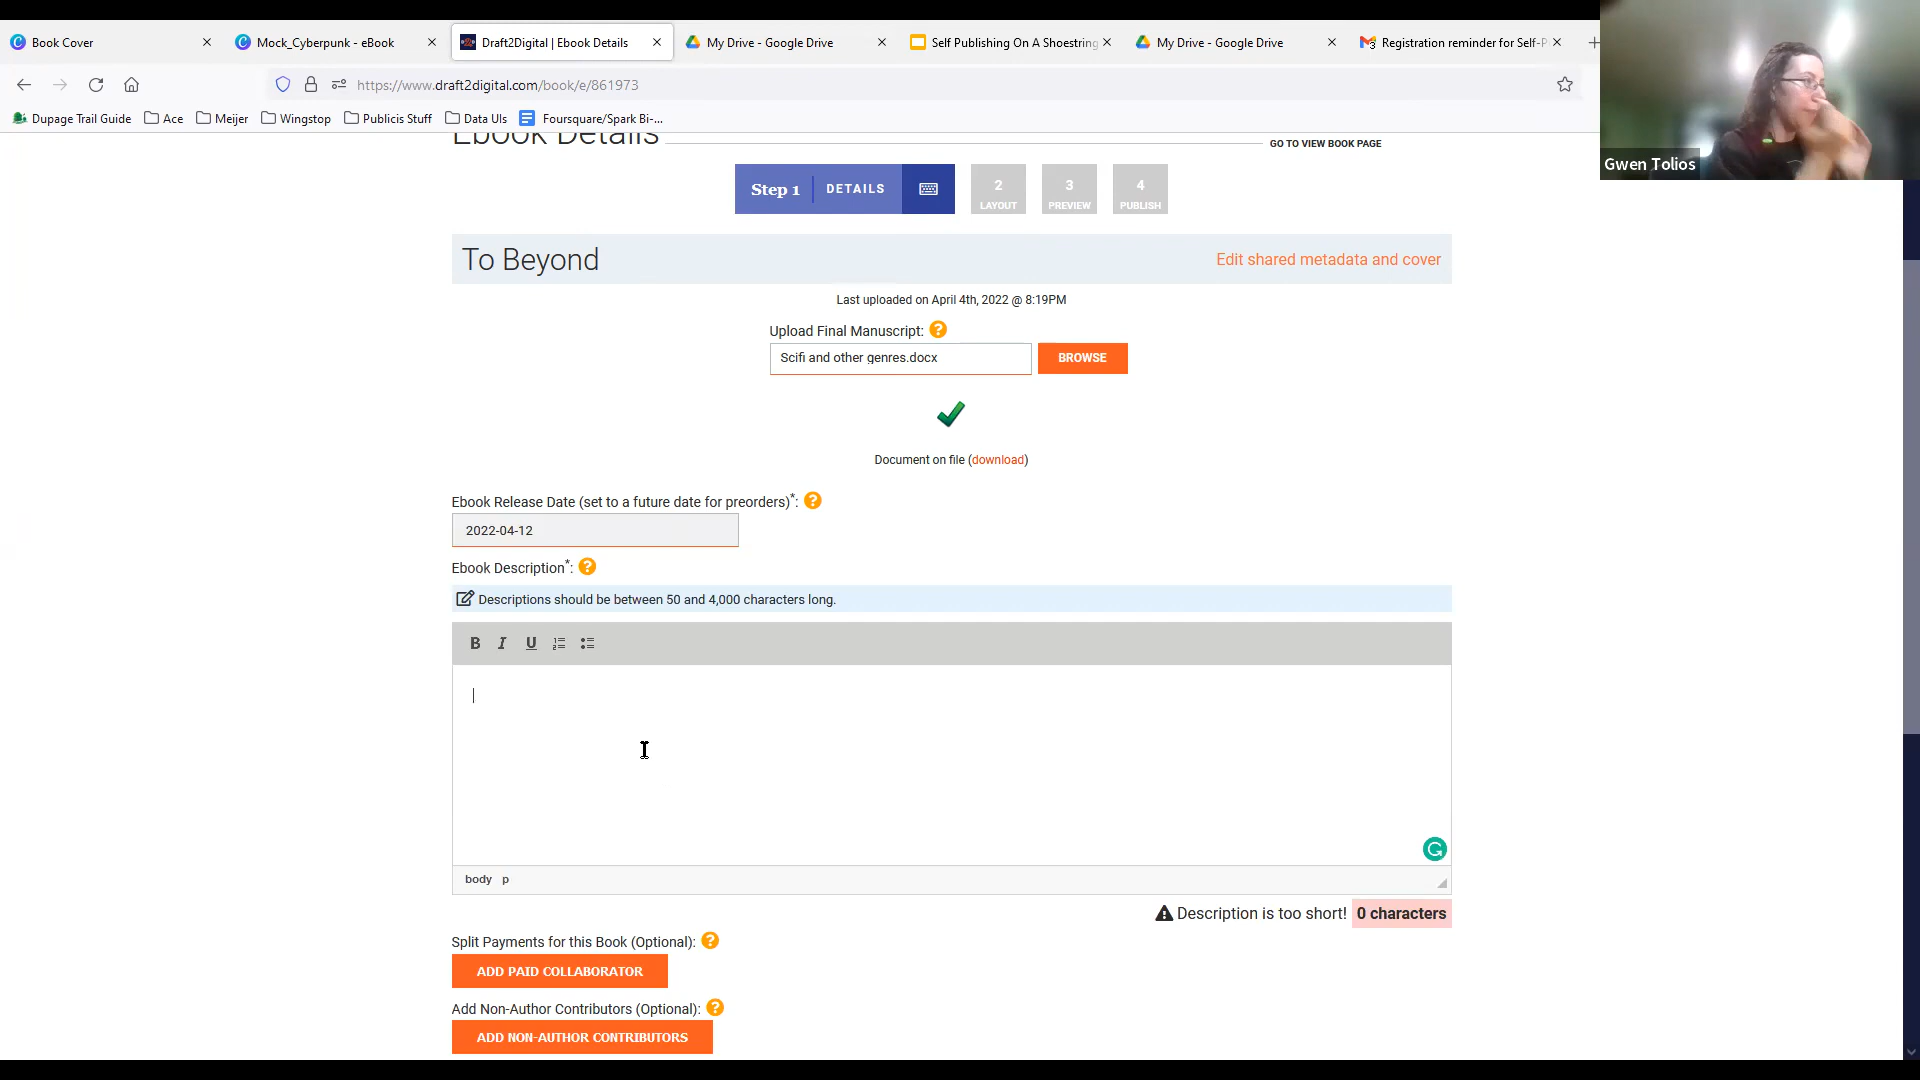 Book Cover
Mock_Cyberpunk - eBook
Draft2Digital | Ebook Details
My Drive - Google Drive
Self Publishing On A Shoestring
My Drive - Google Drive
Registration reminder for Self-P
https://www.draft2digital.com/book/e/861973
Dupage Trail Guide
Ace
Meijer
Wingstop
Publicis Stuff
Data UIs
Foursquare/Spark Bi-...
Gwen Tolios
Ebook Details
GO TO VIEW BOOK PAGE
Step 1 DETAILS
2 LAYOUT
3 PREVIEW
4 PUBLISH
To Beyond
Edit shared metadata and cover
Last uploaded on April 4th, 2022 @ 8:19PM
Upload Final Manuscript: ?
Scifi and other genres.docx
BROWSE
Document on file (download)
Ebook Release Date (set to a future date for preorders)*: ?
2022-04-12
Ebook Description*: ?
Descriptions should be between 50 and 4,000 characters long.
B I U
body p
Description is too short! 0 characters
Split Payments for this Book (Optional): ?
ADD PAID COLLABORATOR
Add Non-Author Contributors (Optional): ?
ADD NON-AUTHOR CONTRIBUTORS